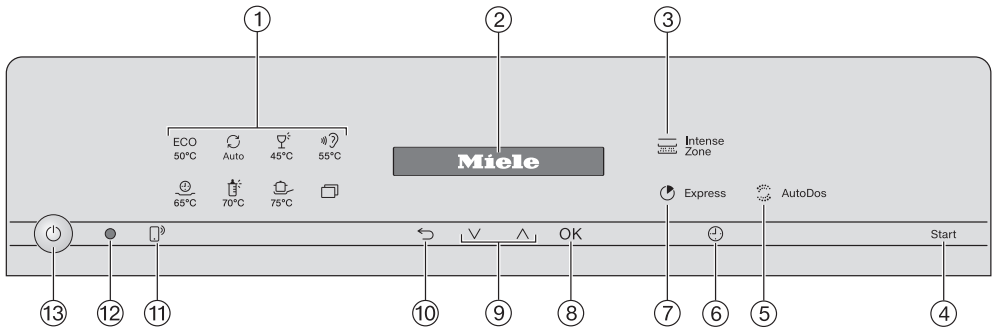 1 2 3
ECO
50°C
Auto
45°C
55°C
65°C
70°C
75°C
Miele
Intense
Zone
Express
AutoDos
OK
Start
13 12 11 10 9 8 7 6 5 4